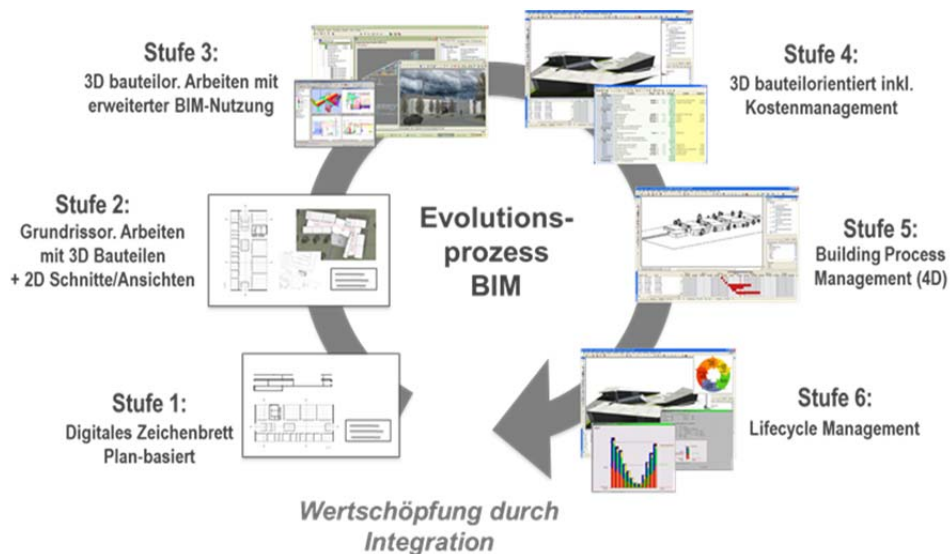 Stufe 3:
3D bauteilor. Arbeiten mit
erweiterter BIM-Nutzung
Stufe 4:
3D bauteilorientiert inkl.
Kostenmanagement
Stufe 2:
Grundrissor. Arbeiten
mit 3D Bauteilen
+ 2D Schnitte/Ansichten
Evolutions-
prozess
BIM
Stufe 5:
Building Process
Management (4D)
Stufe 1:
Digitales Zeichenbrett
Plan-basiert
Stufe 6:
Lifecycle Management
Wertschöpfung durch
Integration